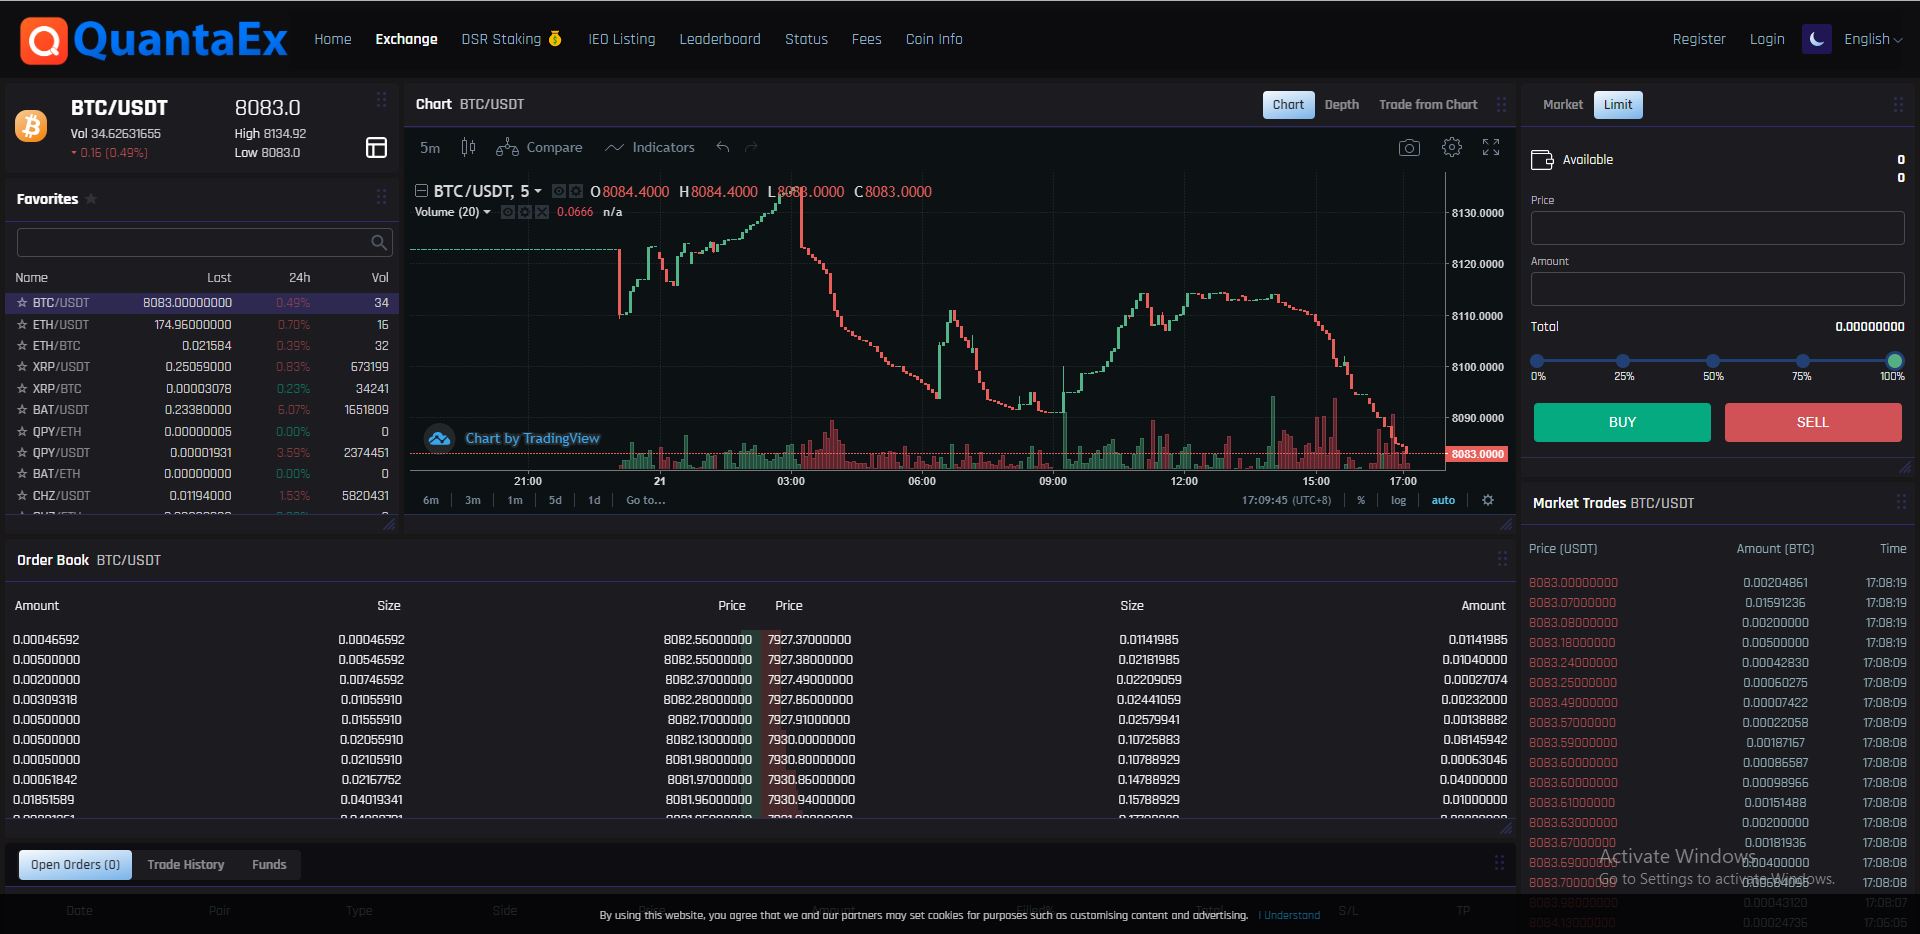 QuantaEx Home Exchange DSR Staking IEO Listing Leaderboard Status Fees Coin Info Register Login English
BTC/USDT 8083.0
Vol 34.62631655 High 8134.92
0.16 (0.49%) Low 8083.0
Favorites
Name Last 24h Vol
BTC/USDT 8083.00000000 0.49% 34
ETH/USDT 174.96000000 0.70% 16
ETH/BTC 0.021584 0.39% 32
XRP/USDT 0.25059000 0.83% 673199
XRP/BTC 0.00003078 0.23% 34241
BAT/USDT 0.23380000 6.07% 1651809
QPY/ETH 0.00000005 0.00% 0
QPY/USDT 0.00001931 3.59% 2374451
BAT/ETH 0.00000000 0.00% 0
CHZ/USDT 0.01194000 1.53% 5820431
Chart BTC/USDT Chart Depth Trade from Chart
5m Compare Indicators
BTC/USDT, 5 O8084.4000 H8084.4000 L8083.0000 C8083.0000
Volume (20) 0.0666 n/a
8130.0000
8120.0000
8110.0000
8100.0000
8090.0000
8083.0000
Chart by TradingView
21:00 21 03:00 06:00 09:00 12:00 15:00 17:00
6m 3m 1m 5d 1d Go to... 17:09:45 (UTC+8) % log auto
Market Limit
Available 0
0
Price
Amount
Total 0.00000000
0% 25% 50% 75% 100%
BUY SELL
Order Book BTC/USDT
Amount Size Price Price Size Amount
0.00046592 0.00046592 8082.56000000 7927.37000000 0.01141985 0.01141985
0.00500000 0.00546592 8082.55000000 7927.38000000 0.02181985 0.01040000
0.00200000 0.00746592 8082.37000000 7927.49000000 0.02209059 0.00027074
0.00309318 0.01055910 8082.28000000 7927.86000000 0.02441059 0.00232000
0.00500000 0.01555910 8082.17000000 7927.91000000 0.02579941 0.00138882
0.00500000 0.02055910 8082.13000000 7930.00000000 0.10725883 0.08145942
0.00050000 0.02105910 8081.98000000 7930.80000000 0.10788929 0.00063046
0.00061842 0.02167752 8081.97000000 7930.86000000 0.14788929 0.04000000
0.01851589 0.04019341 8081.96000000 7930.94000000 0.15788929 0.01000000
Market Trades BTC/USDT
Price (USDT) Amount (BTC) Time
8083.00000000 0.00204861 17:08:19
8083.07000000 0.01591236 17:08:19
8083.08000000 0.00200000 17:08:19
8083.18000000 0.00500000 17:08:19
8083.24000000 0.00042830 17:08:09
8083.25000000 0.00060275 17:08:09
8083.49000000 0.00007422 17:08:09
8083.57000000 0.00022058 17:08:09
8083.59000000 0.00187167 17:08:08
8083.60000000 0.00086587 17:08:08
8083.60000000 0.00098966 17:08:08
8083.61000000 0.00151488 17:08:08
8083.63000000 0.00200000 17:08:08
8083.67000000 0.00181936 17:08:08
8083.69000000 0.00400000 17:08:08
8083.70000000 17:08:08
8083.98000000 0.00043120 17:08:07
8084.13000000 0.00024736 17:06:05
Activate Windows
Go to Settings to activate Windows.
Open Orders (0) Trade History Funds
Date Pair Type Side Price Amount Filled% Total S/L TP
By using this website, you agree that we and our partners may set cookies for purposes such as customising content and advertising. I Understand